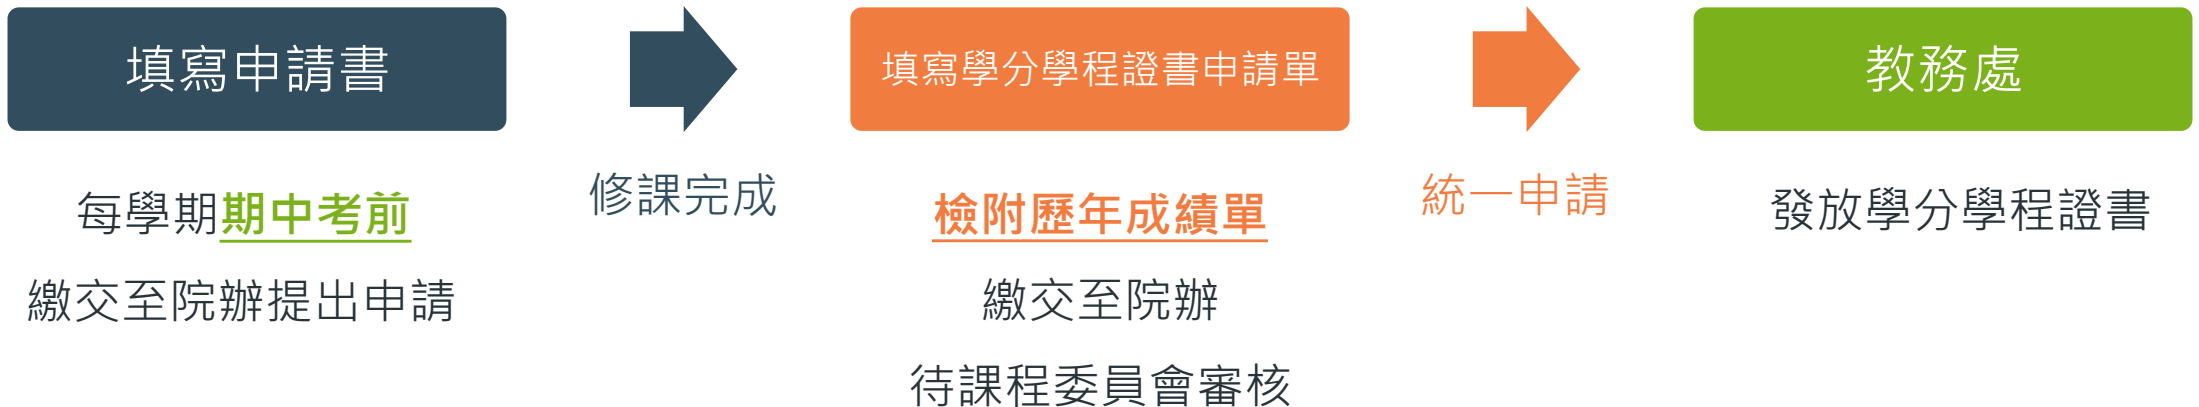 填寫申請書
每學期期中考前
繳交至院辦提出申請
修課完成
填寫學分學程證書申請單
檢附歷年成績單
繳交至院辦
待課程委員會審核
統一申請
教務處
發放學分學程證書